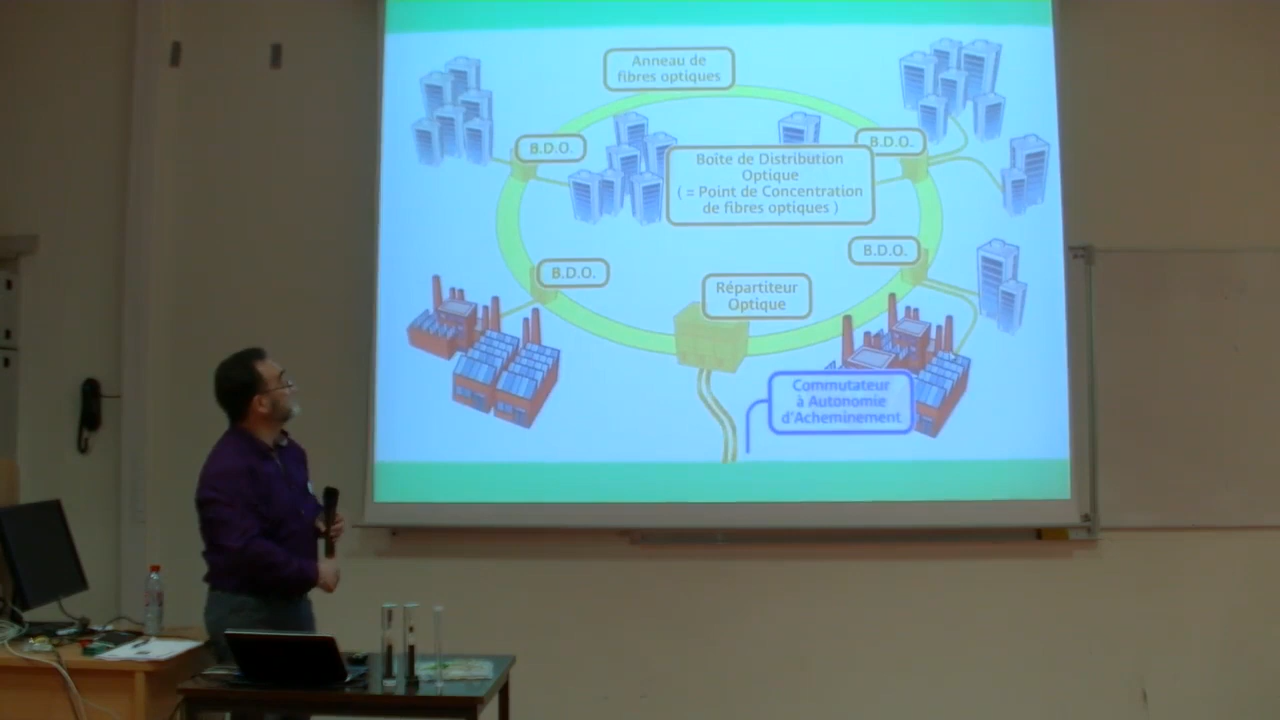 Anneau de
fibres optiques
B.D.O.
B.D.O.
Boîte de Distribution
Optique
( = Point de Concentration
de fibres optiques )
B.D.O.
B.D.O.
Répartiteur
Optique
Commutateur
à Autonomie
d'Acheminement